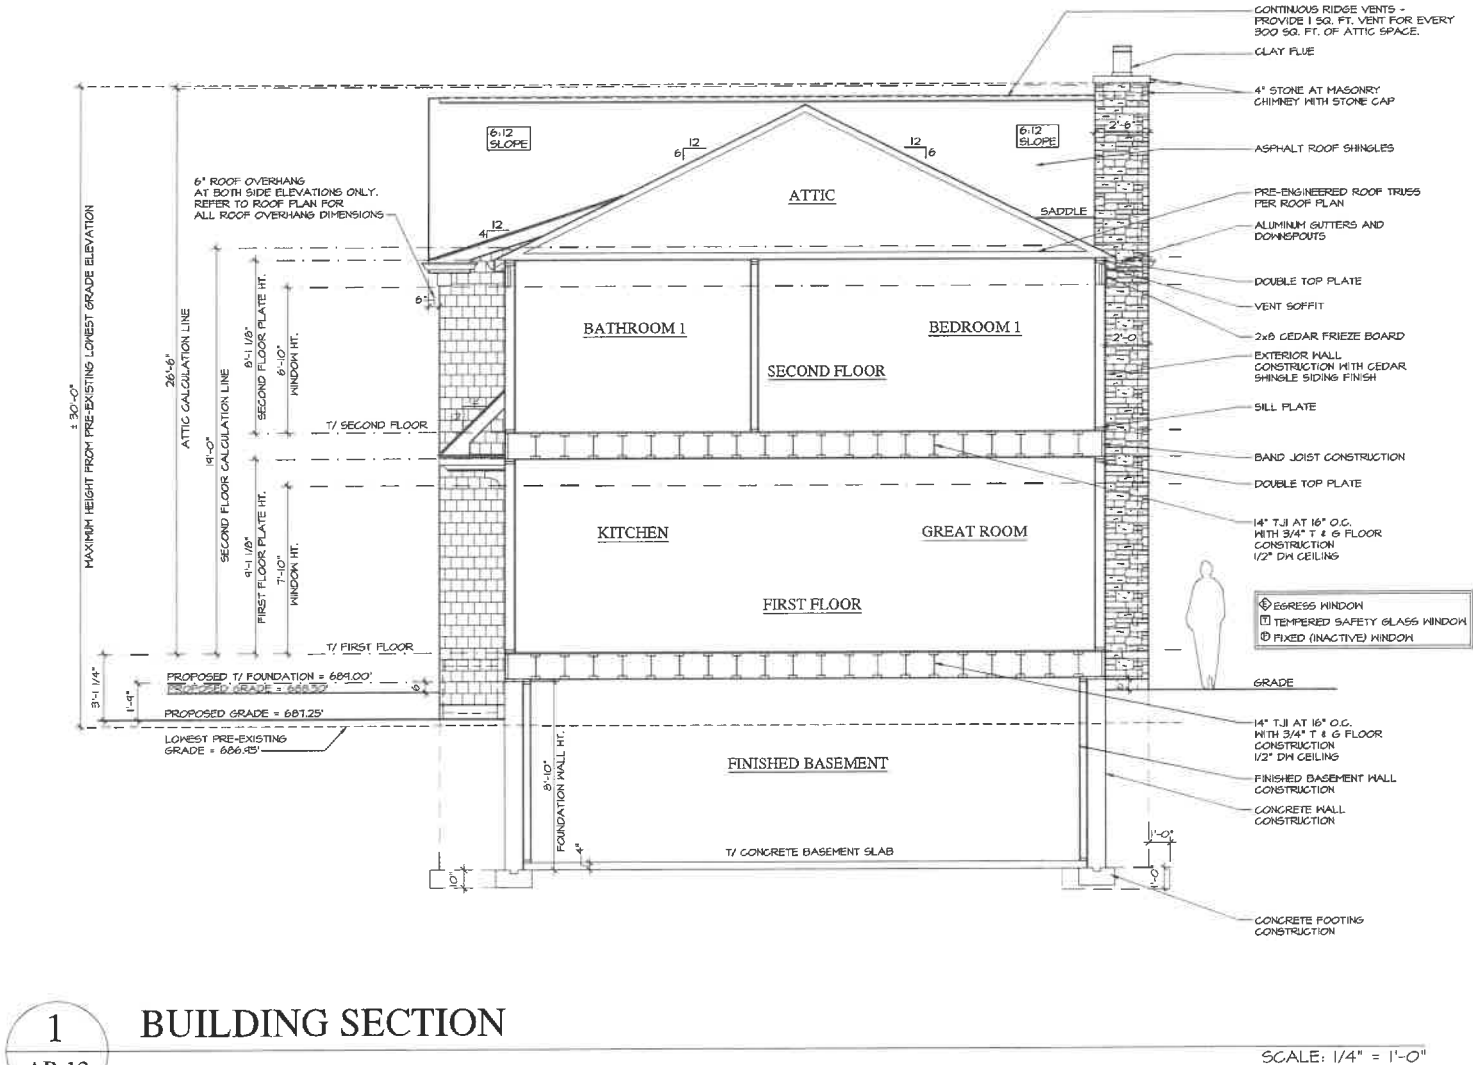 CONTINUOUS RIDGE VENTS -
PROVIDE 1 SQ. FT. VENT FOR EVERY
300 SQ. FT. OF ATTIC SPACE.
CLAY FLUE
4" STONE AT MASONRY
CHIMNEY WITH STONE CAP
2'-6"
6:12
SLOPE
12
6
12
6
6:12
SLOPE
ASPHALT ROOF SHINGLES
6" ROOF OVERHANG
AT BOTH SIDE ELEVATIONS ONLY.
REFER TO ROOF PLAN FOR
ALL ROOF OVERHANG DIMENSIONS
ATTIC
SADDLE
PRE-ENGINEERED ROOF TRUSS
PER ROOF PLAN
12
4
ALUMINUM GUTTERS AND
DOWNSPOUTS
DOUBLE TOP PLATE
VENT SOFFIT
6"
BATHROOM 1
BEDROOM 1
SECOND FLOOR
2'-0
2x8 CEDAR FRIEZE BOARD
EXTERIOR WALL
CONSTRUCTION WITH CEDAR
SHINGLE SIDING FINISH
SILL PLATE
± 30'-0"
MAXIMUM HEIGHT FROM PRE-EXISTING LOWEST GRADE ELEVATION
26'-6"
ATTIC CALCULATION LINE
19'-0"
SECOND FLOOR CALCULATION LINE
8'-1 1/8"
SECOND FLOOR PLATE HT.
6'-10"
WINDOW HT.
T/ SECOND FLOOR
BAND JOIST CONSTRUCTION
DOUBLE TOP PLATE
9'-1 1/8"
FIRST FLOOR PLATE HT.
7'-10"
WINDOW HT.
KITCHEN
GREAT ROOM
FIRST FLOOR
14" TJI AT 16" O.C.
WITH 3/4" T & G FLOOR
CONSTRUCTION
1/2" DW CEILING
E EGRESS WINDOW
T TEMPERED SAFETY GLASS WINDOW
F FIXED (INACTIVE) WINDOW
T/ FIRST FLOOR
3'-1 1/4"
1'-9"
PROPOSED T/ FOUNDATION = 689.00'
PROPOSED GRADE = 688.50'
6"
PROPOSED GRADE = 687.25'
LOWEST PRE-EXISTING
GRADE = 686.95'
GRADE
14" TJI AT 16" O.C.
WITH 3/4" T & G FLOOR
CONSTRUCTION
1/2" DW CEILING
8'-10"
FOUNDATION WALL HT.
FINISHED BASEMENT
FINISHED BASEMENT WALL
CONSTRUCTION
CONCRETE WALL
CONSTRUCTION
4"
T/ CONCRETE BASEMENT SLAB
10"
1'-0"
1'-0"
CONCRETE FOOTING
CONSTRUCTION
1
BUILDING SECTION
SCALE: 1/4" = 1'-0"